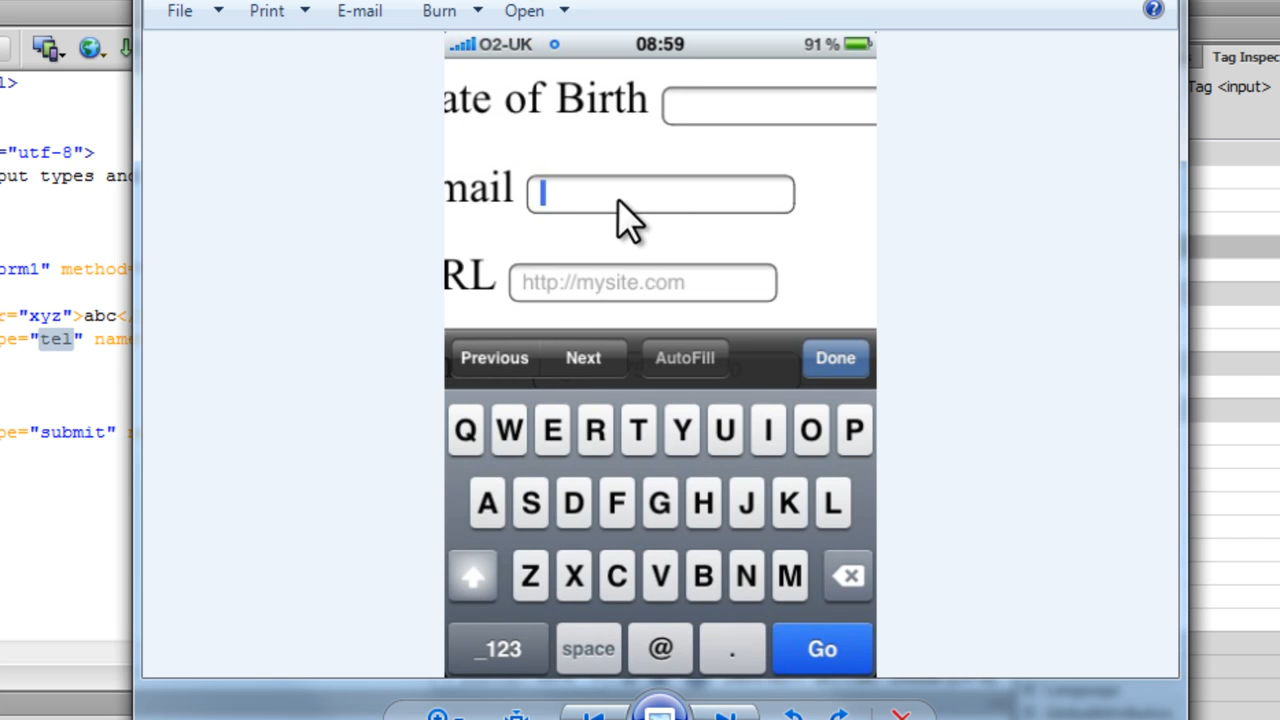 File Print E-mail Burn Open
O2-UK 08:59 91 %
l>
Tag Inspec
Tag <input>
ate of Birth
="utf-8">
put types and
mail
orm1" method=
RL http://mysite.com
r="xyz">abc<
pe="tel" nam
Previous Next AutoFill Done
Q W E R T Y U I O P
pe="submit"
A S D F G H J K L
Z X C V B N M
_123 space @ . Go